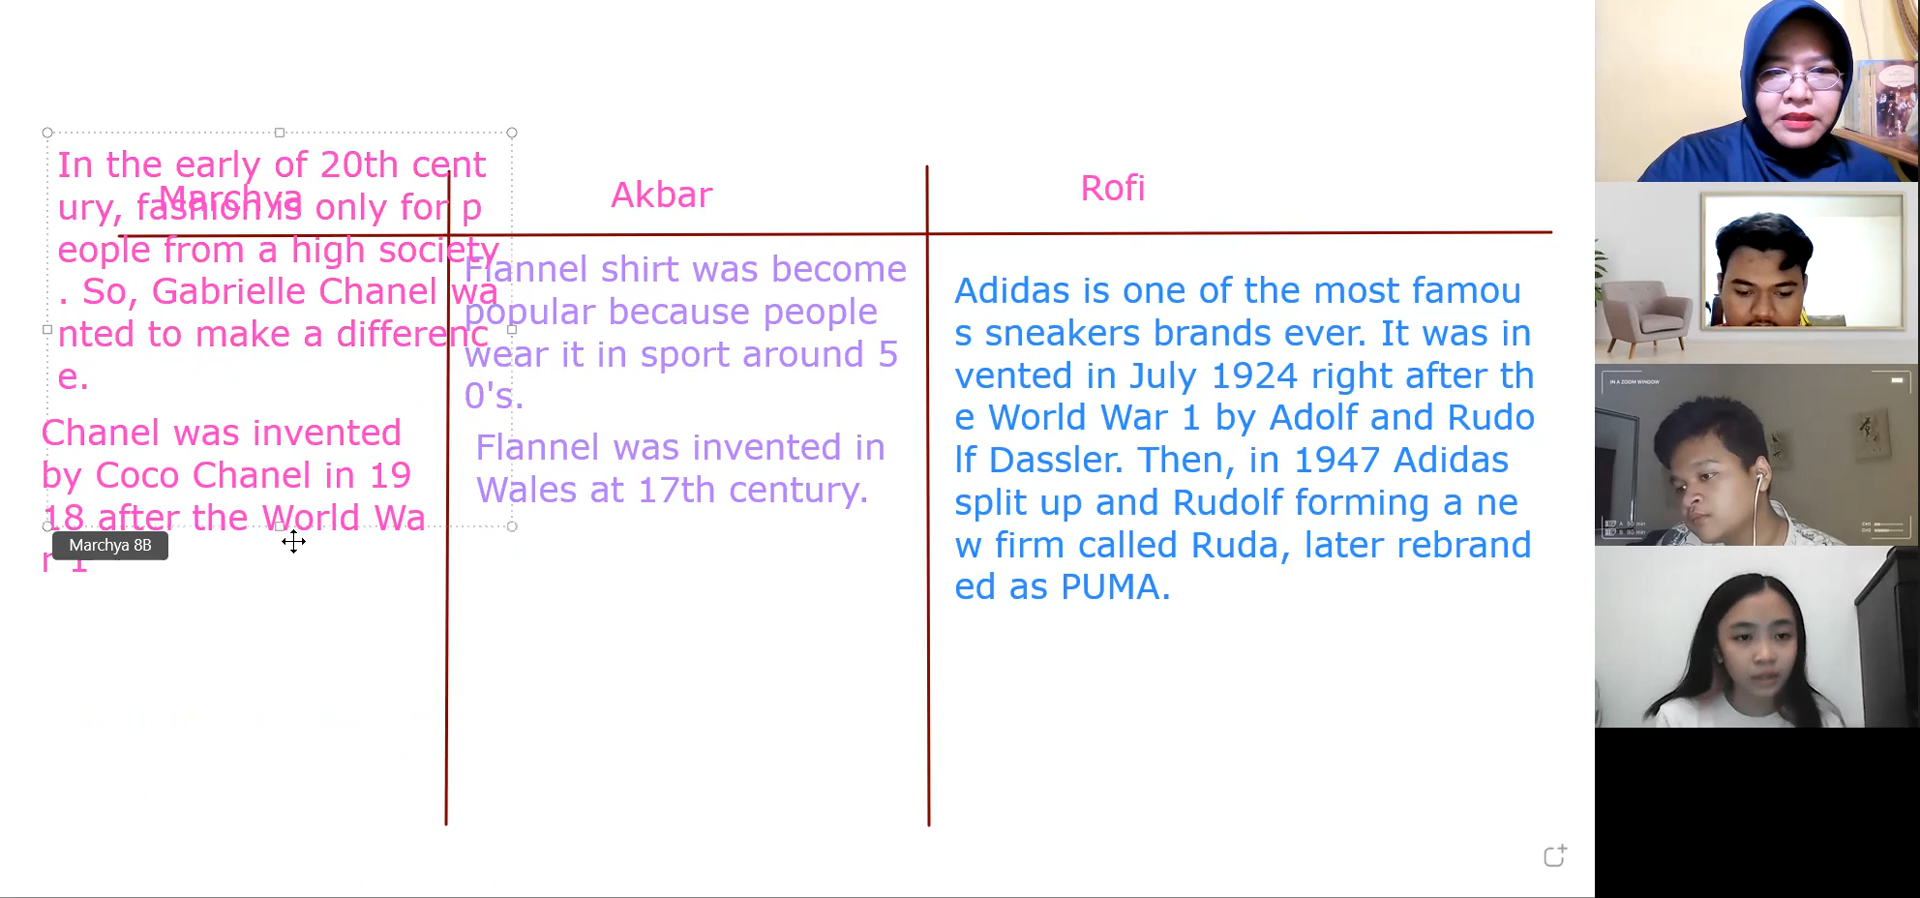 In the early of 20th cent
ury, fashion is only for p
eople from a high society
. So, Gabrielle Chanel wa
nted to make a differenc
e.
Marchya
Chanel was invented
by Coco Chanel in 19
18 after the World Wa
r 1
Marchya 8B
Akbar
Flannel shirt was become
popular because people
wear it in sport around 5
0's.
Flannel was invented in
Wales at 17th century.
Rofi
Adidas is one of the most famou
s sneakers brands ever. It was in
vented in July 1924 right after th
e World War 1 by Adolf and Rudo
lf Dassler. Then, in 1947 Adidas
split up and Rudolf forming a ne
w firm called Ruda, later rebrand
ed as PUMA.
IN A ZOOM WINDOW